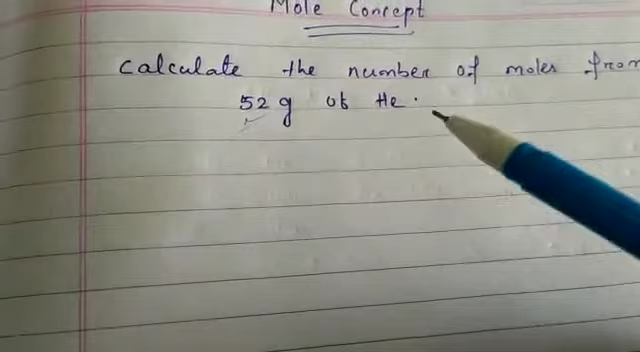 Mole Concept
Calculate the number of moles from
52 g of He.